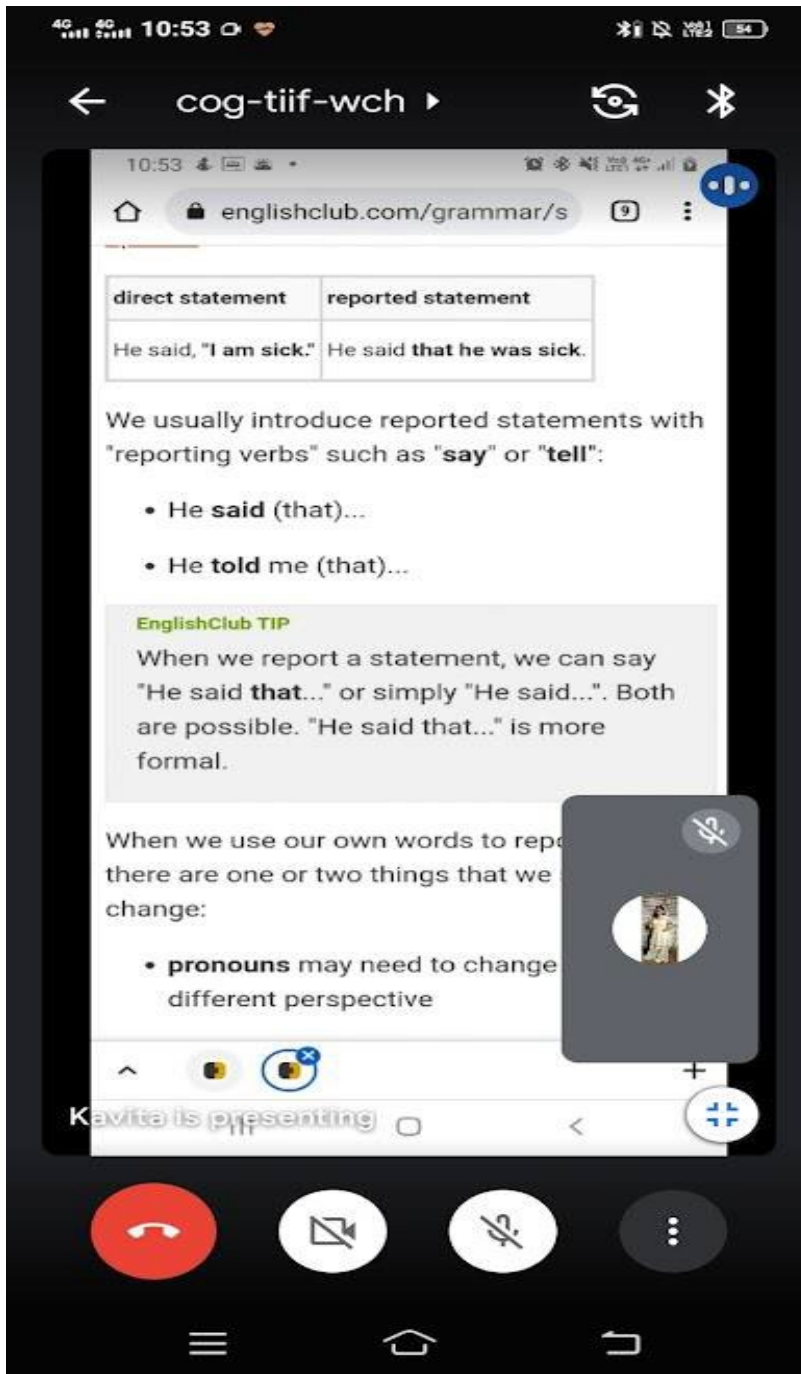 4G 4G 10:53
VoLTE1 LTE2 54
cog-tiif-wch
10:53
englishclub.com/grammar/s 9
direct statement reported statement
He said, "I am sick." He said that he was sick.
We usually introduce reported statements with
"reporting verbs" such as "say" or "tell":
• He said (that)...
• He told me (that)...
EnglishClub TIP
When we report a statement, we can say
"He said that..." or simply "He said...". Both
are possible. "He said that..." is more
formal.
When we use our own words to repo
there are one or two things that we
change:
• pronouns may need to change
different perspective
Kavita is presenting